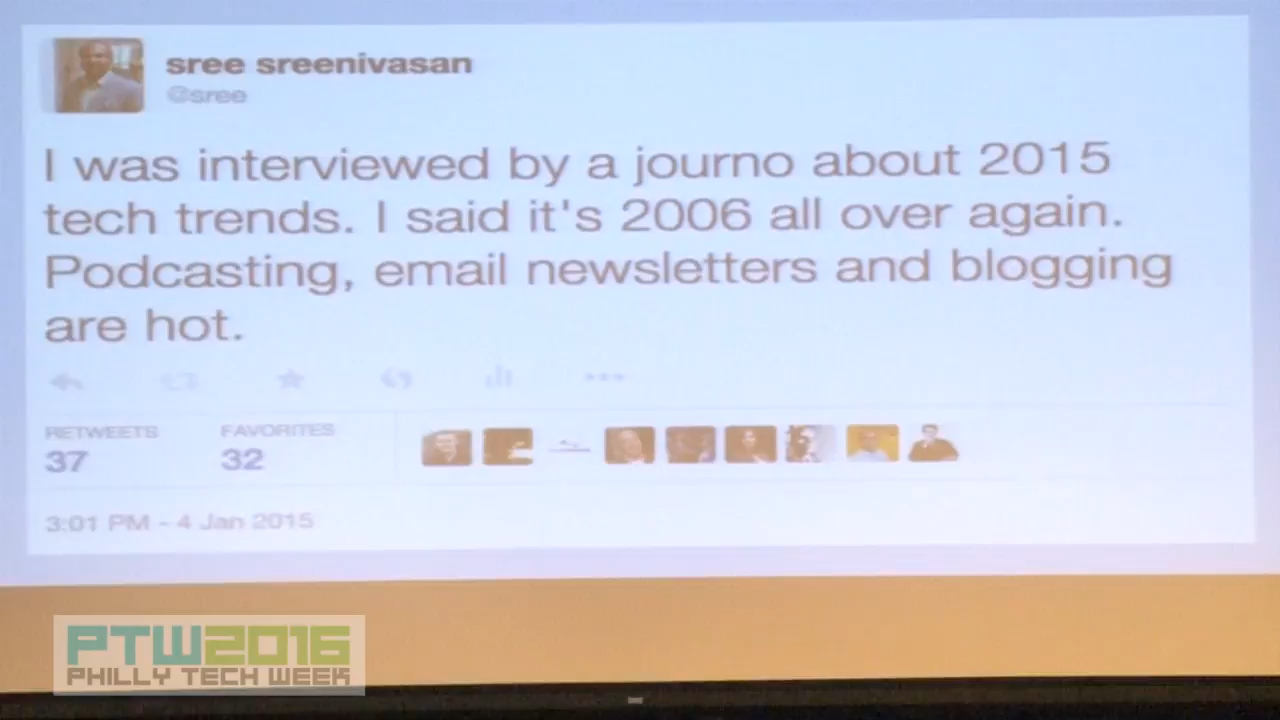 sree sreenivasan
@sree
I was interviewed by a journo about 2015
tech trends. I said it's 2006 all over again.
Podcasting, email newsletters and blogging
are hot.
RETWEETS FAVORITES
37 32
3:01 PM - 4 Jan 2015
PTW2016
PHILLY TECH WEEK